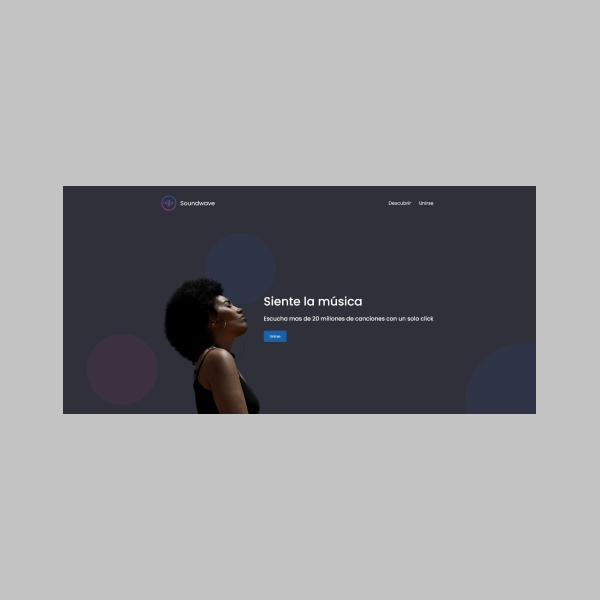 Soundwave
Descubrir Unirse
Siente la música
Escucha mas de 20 millones de canciones con un solo click
Unirse